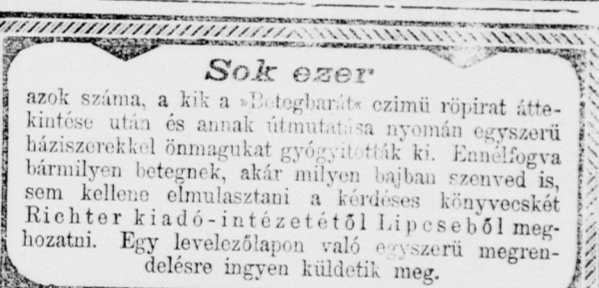 Sok ezer
azok száma, a kik a »Betegbarát« czimü röpirat átte-
kintése után és annak útmutatása nyomán egyszerü
háziszerekkel önmagukat gyógyitották ki. Ennélfogva
bármilyen betegnek, akár milyen bajban szenved is,
sem kellene elmulasztani a kérdéses könyvecskét
Richter kiadó-intézetétől Lipcseből meg-
hozatni. Egy levelezőlapon való egyszerü megren-
delésre ingyen küldetik meg.